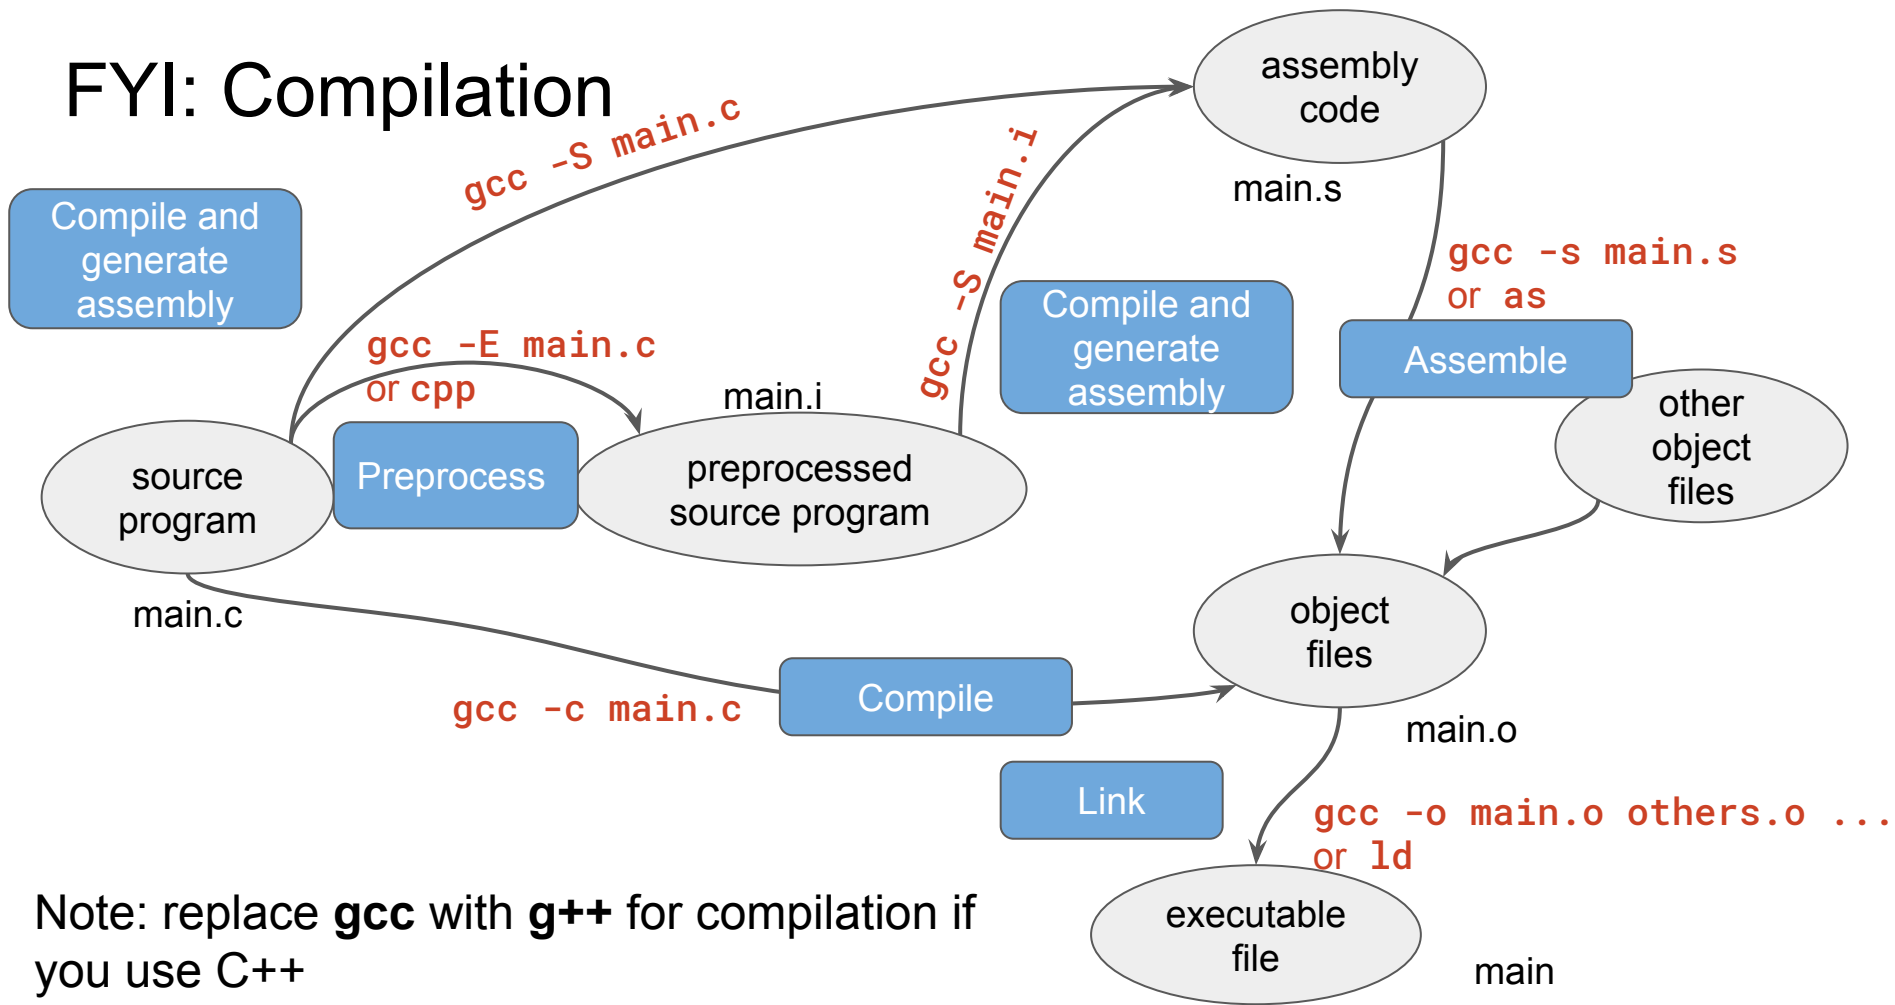 FYI: Compilation
assembly
code
main.s
gcc -S main.c
gcc -S main.i
Compile and
generate
assembly
gcc -E main.c
or cpp
main.i
Compile and
generate
assembly
gcc -s main.s
or as
Assemble
other
object
files
source
program
Preprocess
preprocessed
source program
main.c
object
files
gcc -c main.c
Compile
main.o
Link
gcc -o main.o others.o ...
or ld
executable
file
main
Note: replace gcc with g++ for compilation if
you use C++